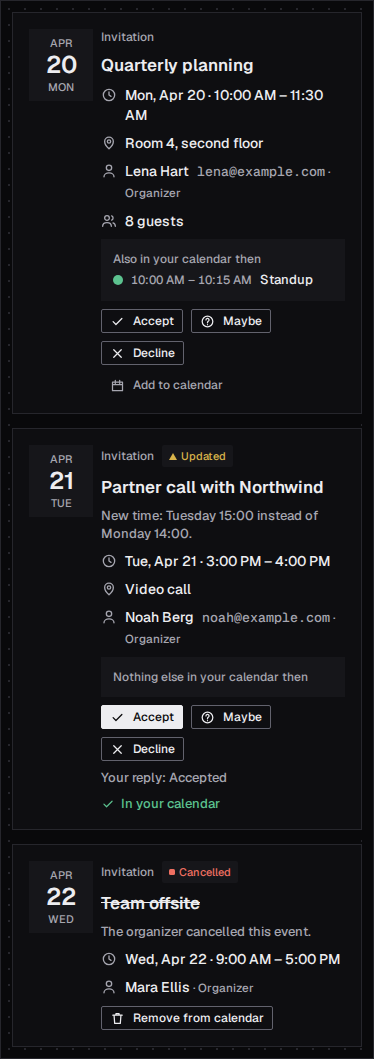 APR
20
MON
Invitation
Quarterly planning
Mon, Apr 20 · 10:00 AM – 11:30
AM
Room 4, second floor
Lena Hart lena@example.com ·
Organizer
8 guests
Also in your calendar then
10:00 AM – 10:15 AM Standup
Accept Maybe
Decline
Add to calendar
APR
21
TUE
Invitation Updated
Partner call with Northwind
New time: Tuesday 15:00 instead of
Monday 14:00.
Tue, Apr 21 · 3:00 PM – 4:00 PM
Video call
Noah Berg noah@example.com ·
Organizer
Nothing else in your calendar then
Accept Maybe
Decline
Your reply: Accepted
In your calendar
APR
22
WED
Invitation Cancelled
Team offsite
The organizer cancelled this event.
Wed, Apr 22 · 9:00 AM – 5:00 PM
Mara Ellis · Organizer
Remove from calendar